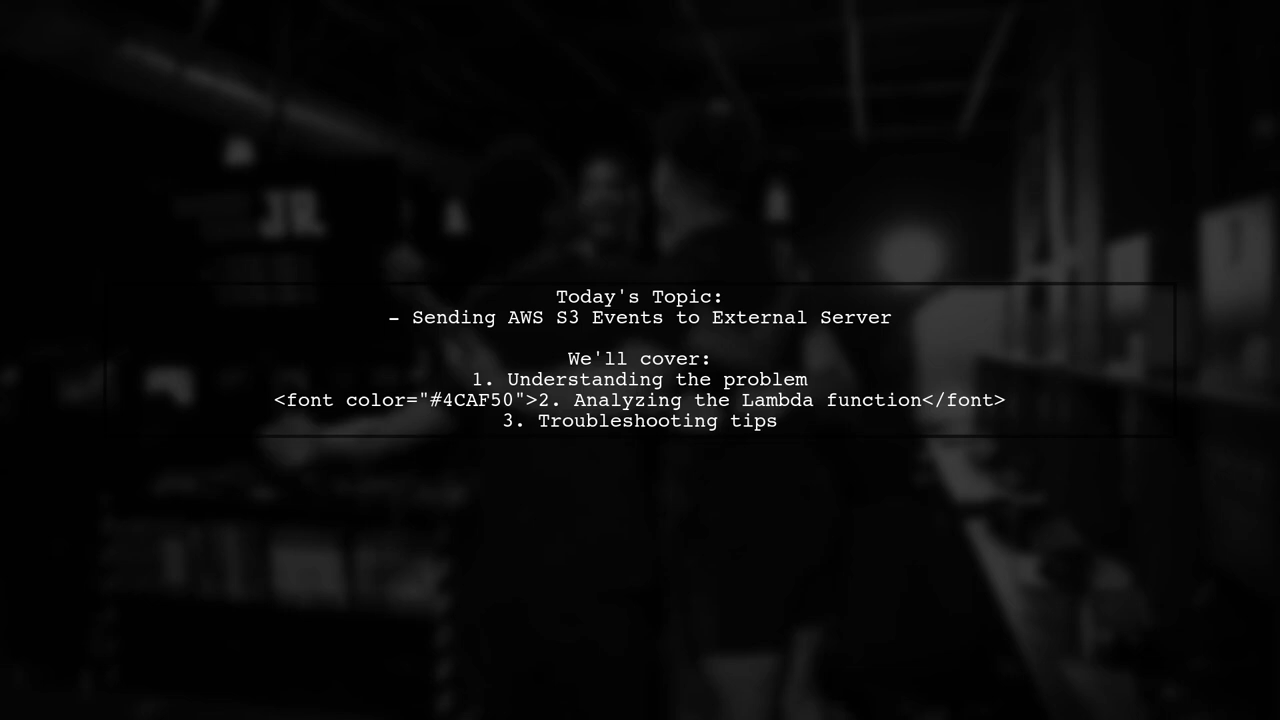 Today's Topic:
- Sending AWS S3 Events to External Server
We'll cover:
1. Understanding the problem
<font color="#4CAF50">2. Analyzing the Lambda function</font>
3. Troubleshooting tips